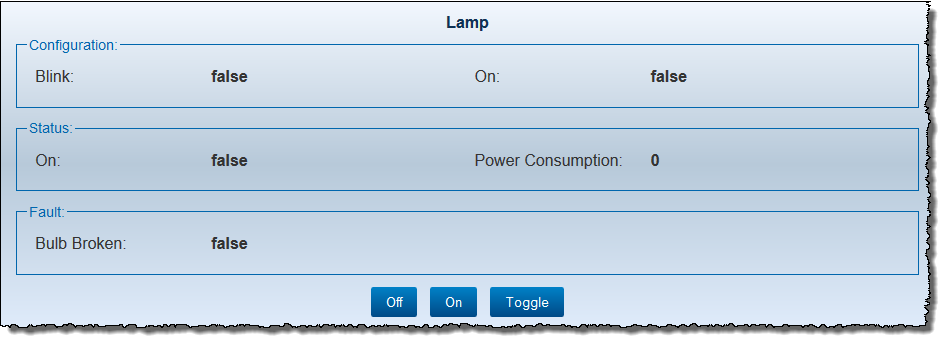 Lamp
Configuration:
Blink: false On: false
Status:
On: false Power Consumption: 0
Fault:
Bulb Broken: false
Off On Toggle